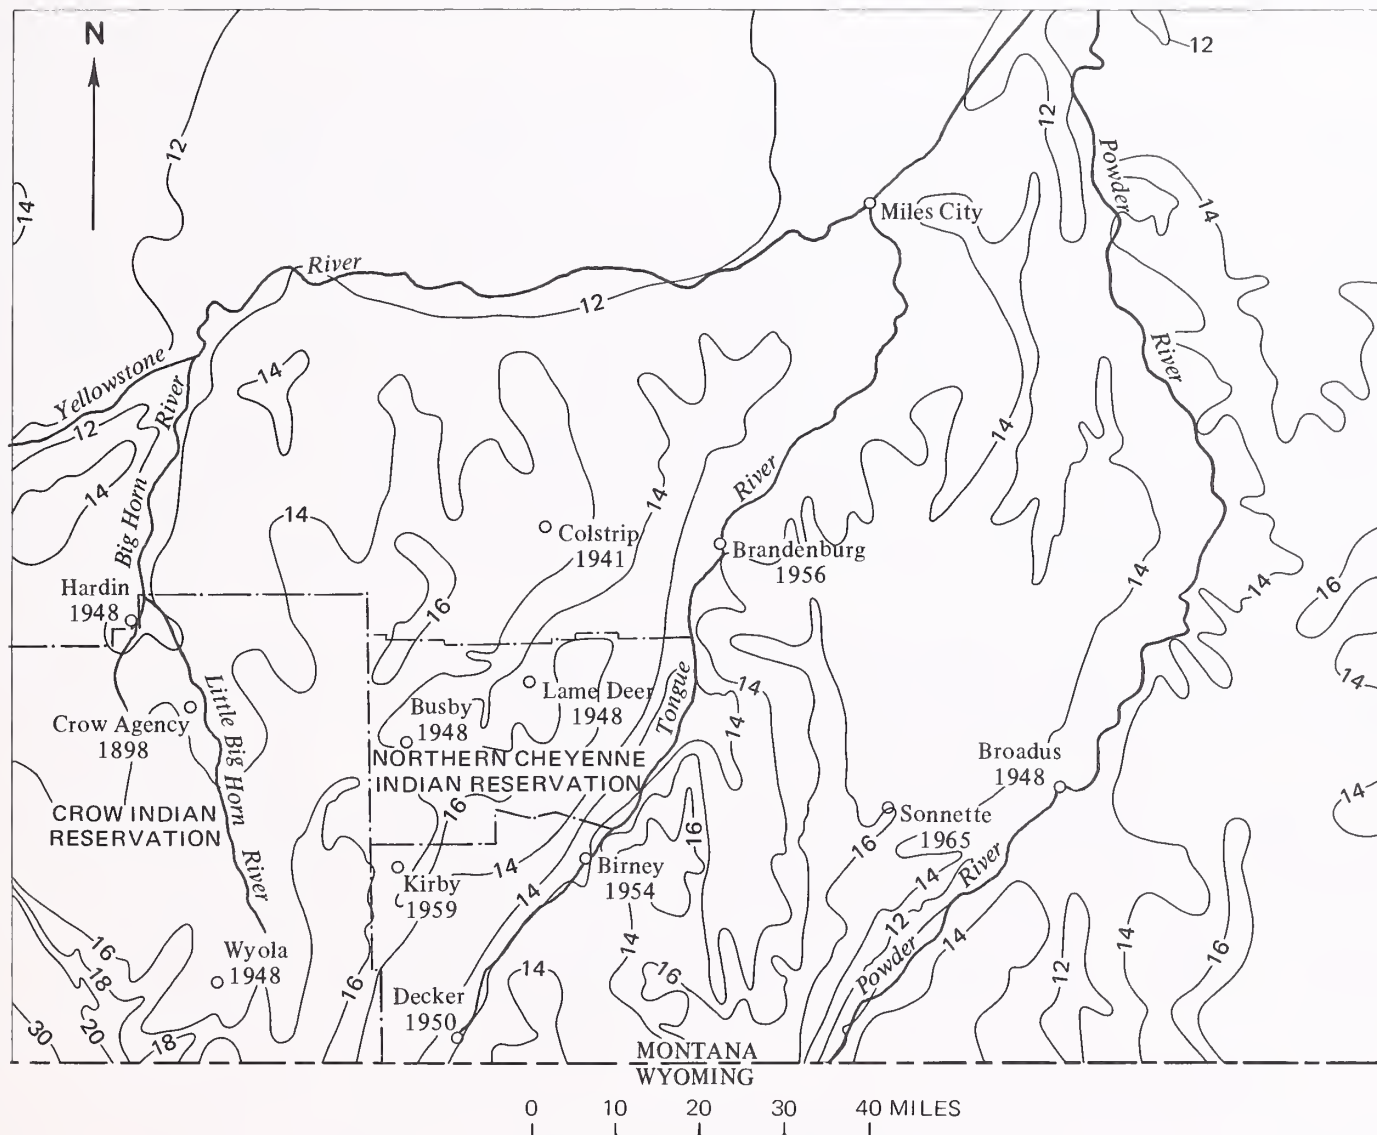 N
12
12
12
14
14
Powder
River
Miles City
River
12
14
14
River
Yellowstone
River
12
14
14
River
14
Big Horn
14
Colstrip
1941
Brandenburg
1956
14
14
16
Hardin
1948
16
Little Big Horn
River
Crow Agency
1898
Busby
1948
Lame Deer
1948
Tongue
14
14
14
14
NORTHERN CHEYENNE
INDIAN RESERVATION
CROW INDIAN
RESERVATION
16
16
Broadus
1948
Sonnette
1965
16
14
12
14
River
Powder
Kirby
1959
14
14
Birney
1954
14
16
14
12
14
16
Wyola
1948
16
18
20
30
18
16
Decker
1950
14
MONTANA
WYOMING
0 10 20 30 40 MILES